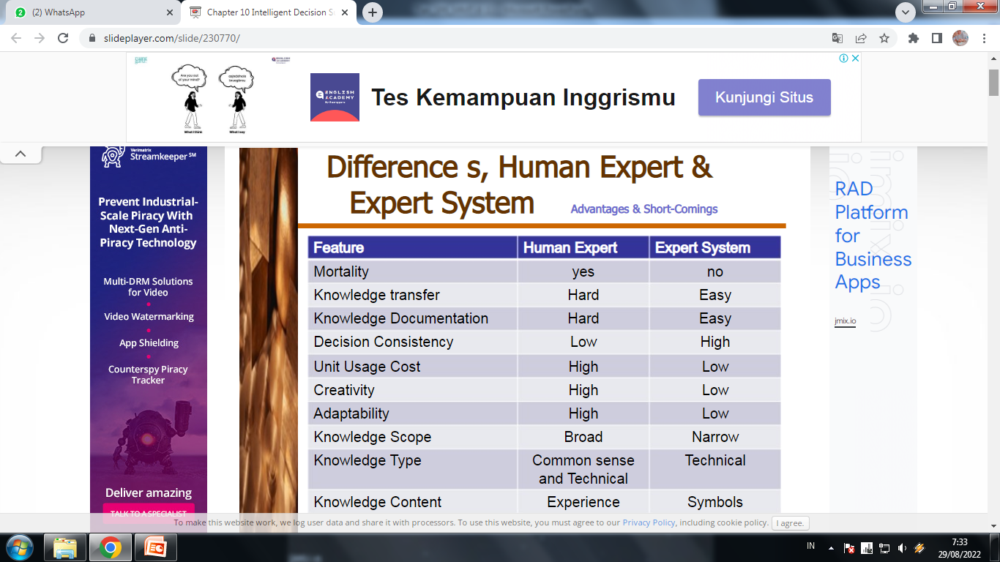 (2) WhatsApp
Chapter 10 Intelligent Decision S
slideplayer.com/slide/230770/
Are you out of your mind?
What I think
What I say
ENGLISH
ACADEMY
Tes Kemampuan Inggrismu
Kunjungi Situs
Verimatrix
Streamkeeper SM
Prevent Industrial-
Scale Piracy With
Next-Gen Anti-
Piracy Technology
Multi-DRM Solutions
for Video
Video Watermarking
App Shielding
Counterspy Piracy
Tracker
Deliver amazing
TALK TO A SPECIALIST
Difference s, Human Expert &
Expert System Advantages & Short-Comings
Feature Human Expert Expert System
Mortality yes no
Knowledge transfer Hard Easy
Knowledge Documentation Hard Easy
Decision Consistency Low High
Unit Usage Cost High Low
Creativity High Low
Adaptability High Low
Knowledge Scope Broad Narrow
Knowledge Type Common sense Technical
and Technical
Knowledge Content Experience Symbols
RAD
Platform
for
Business
Apps
jmix.io
To make this website work, we log user data and share it with processors. To use this website, you must agree to our Privacy Policy, including cookie policy. I agree.
IN
7:33
29/08/2022